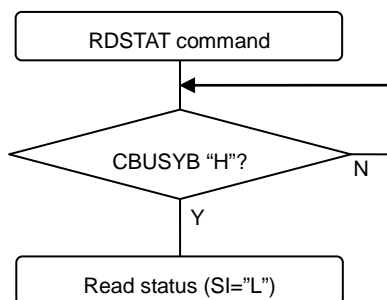 RDSTAT command
CBUSYB “H”?
N
Y
Read status (SI=”L”)